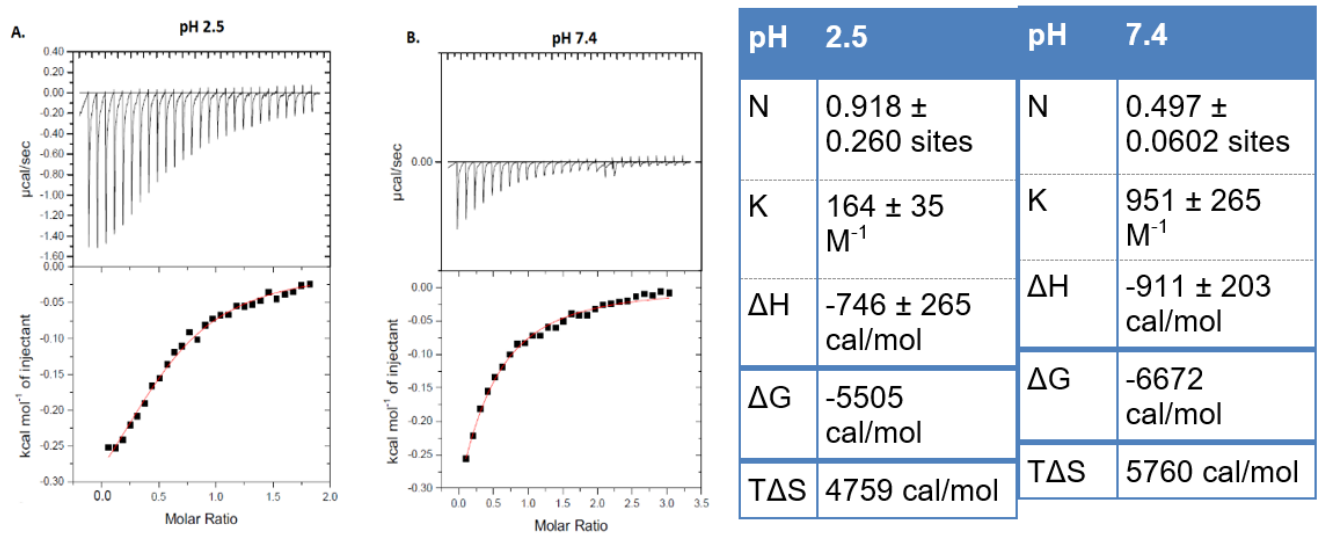 A.
pH 2.5
0.40
0.20
0.00
-0.20
-0.40
-0.60
-0.80
-1.00
-1.20
-1.40
-1.60
µcal/sec
0.00
-0.05
-0.10
-0.15
-0.20
-0.25
-0.30
kcal mol⁻¹ of injectant
0.0 0.5 1.0 1.5 2.0
Molar Ratio
B.
pH 7.4
0.00
µcal/sec
0.00
-0.05
-0.10
-0.15
-0.20
-0.25
-0.30
kcal mol⁻¹ of injectant
0.0 0.5 1.0 1.5 2.0 2.5 3.0 3.5
Molar Ratio
pH 2.5
N 0.918 ±
0.260 sites
K 164 ± 35
M⁻¹
ΔH -746 ± 265
cal/mol
ΔG -5505
cal/mol
TΔS 4759 cal/mol
pH 7.4
N 0.497 ±
0.0602 sites
K 951 ± 265
M⁻¹
ΔH -911 ± 203
cal/mol
ΔG -6672
cal/mol
TΔS 5760 cal/mol